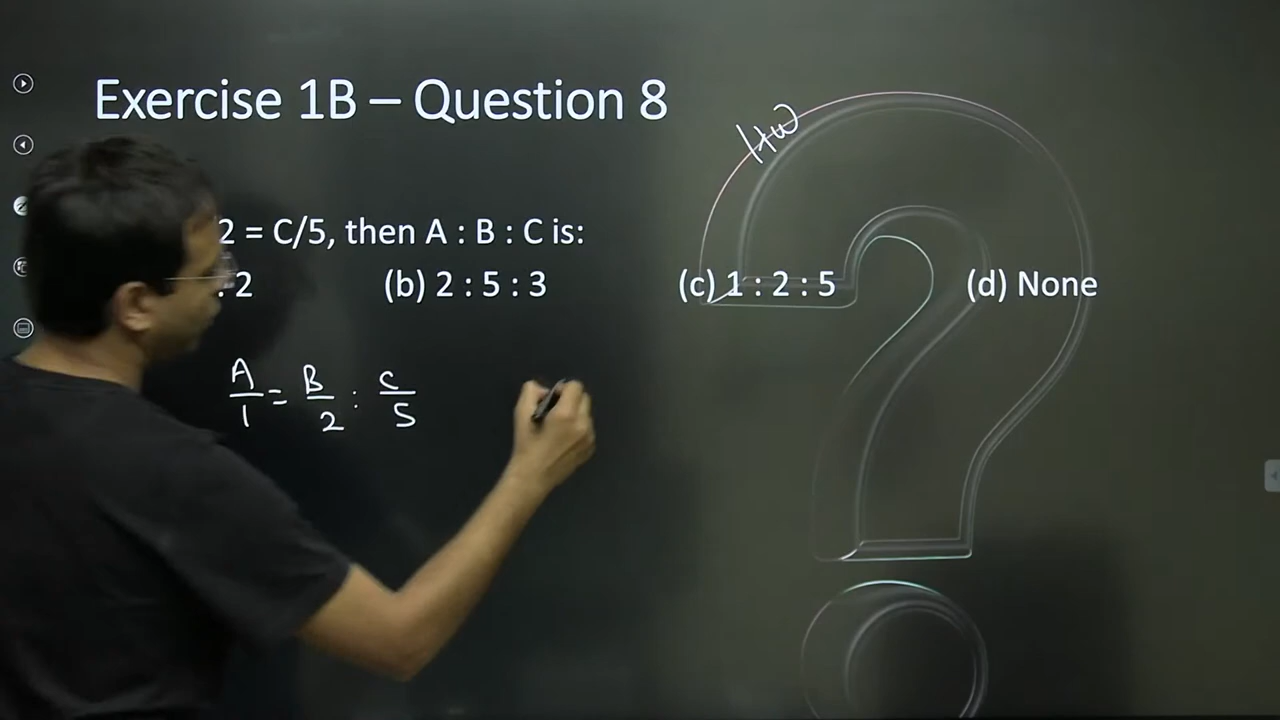 Exercise 1B – Question 8
HW
2 = C/5, then A : B : C is:
: 2 (b) 2 : 5 : 3 (c) 1 : 2 : 5 (d) None
A/1 = B/2 : C/5